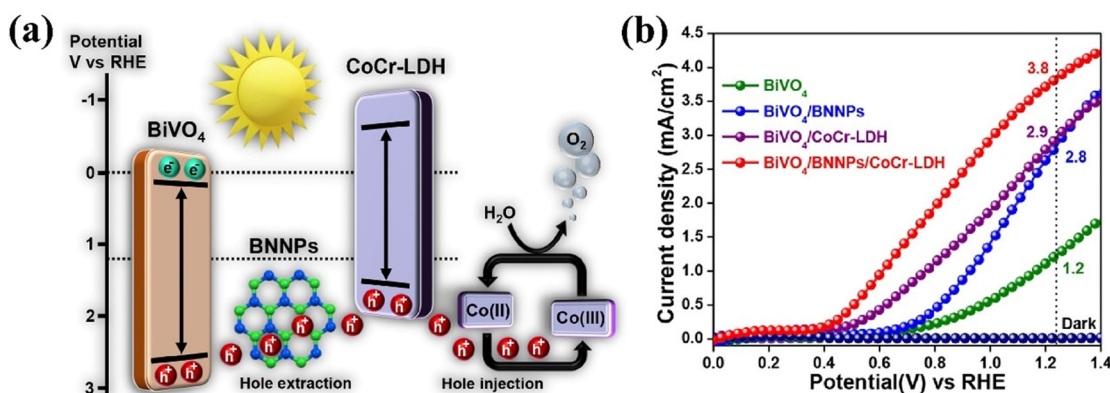 (a)
Potential
V vs RHE
-1
0
1
2
3
BiVO₄
e⁻ e⁻
h⁺ h⁺
BNNPs
h⁺ h⁺ h⁺ h⁺
Hole extraction
CoCr-LDH
h⁺ h⁺
h⁺
h⁺ h⁺ h⁺
Hole injection
H₂O
O₂
Co(II)
Co(III)
(b)
Current density (mA/cm²)
4.5
4.0
3.5
3.0
2.5
2.0
1.5
1.0
0.5
0.0
BiVO₄
BiVO₄/BNNPs
BiVO₄/CoCr-LDH
BiVO₄/BNNPs/CoCr-LDH
3.8
2.9
2.8
1.2
Dark
0.0 0.2 0.4 0.6 0.8 1.0 1.2 1.4
Potential(V) vs RHE